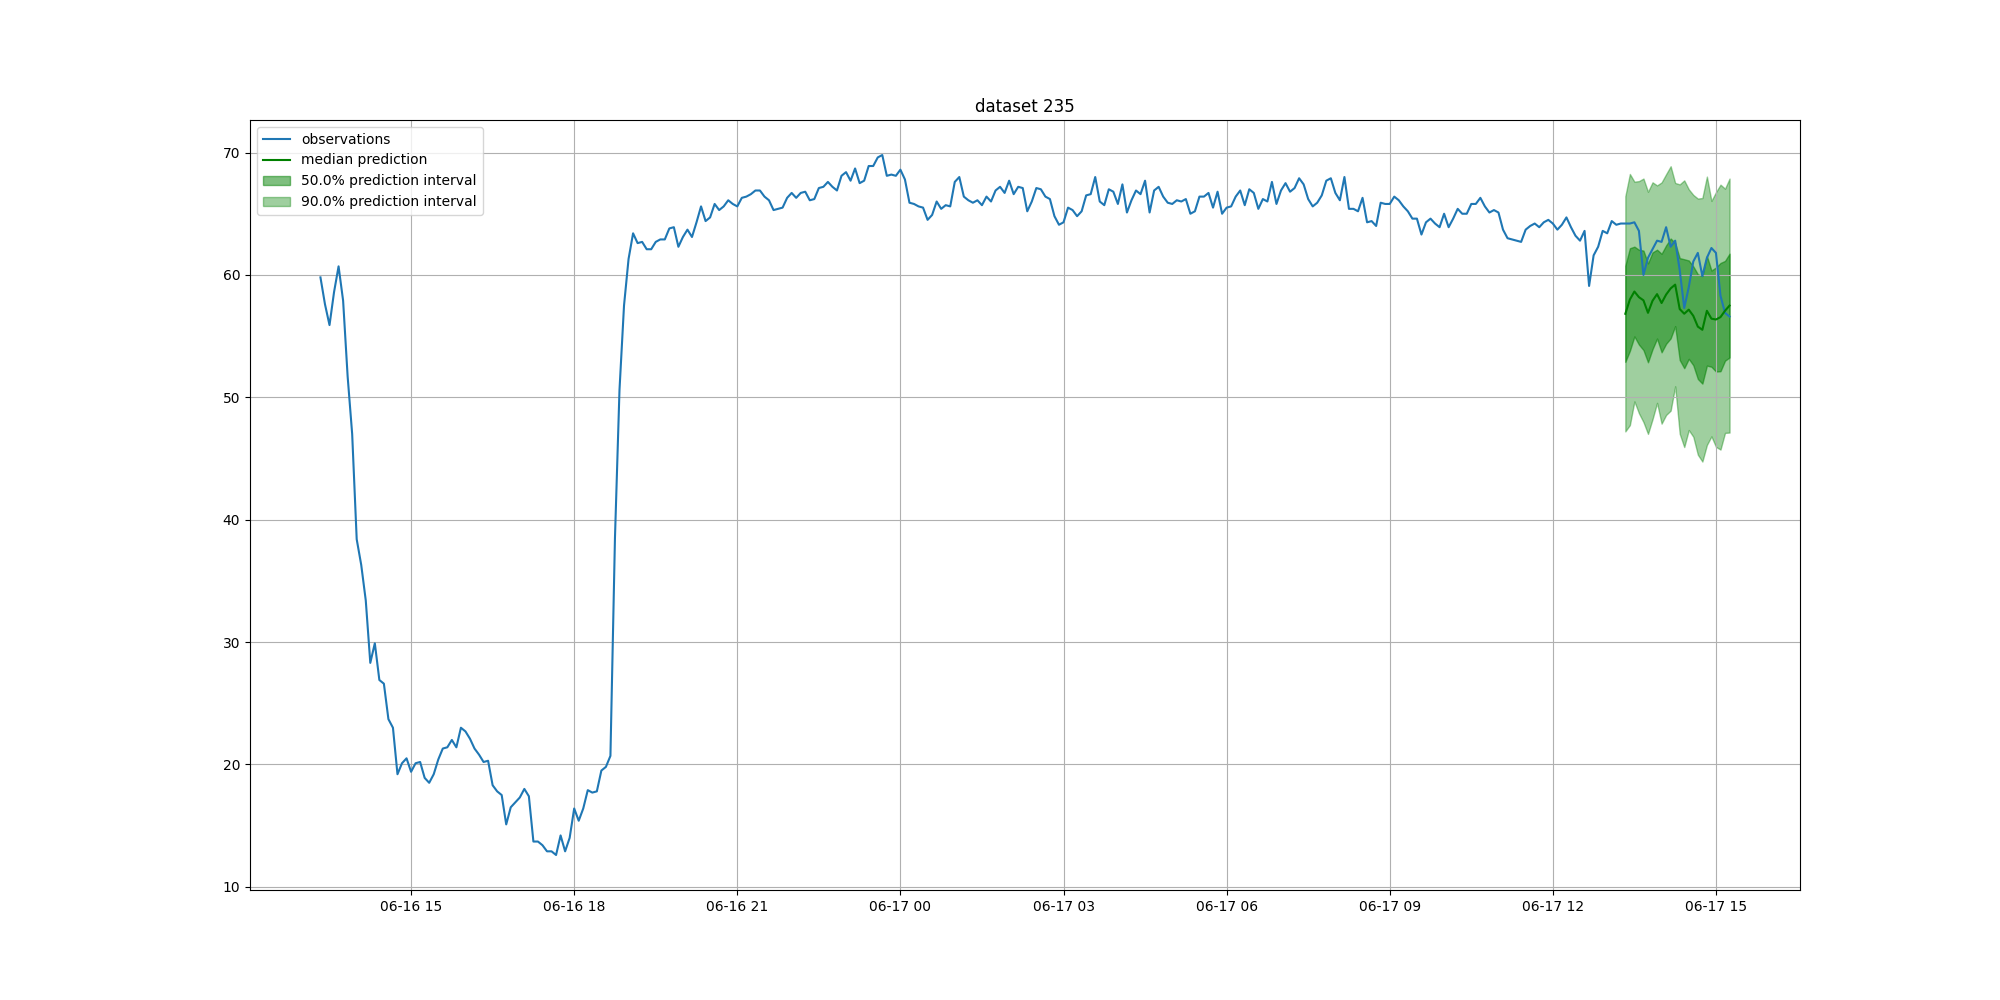 dataset 235
observations
median prediction
50.0% prediction interval
90.0% prediction interval
70
60
50
40
30
20
10
06-16 15 06-16 18 06-16 21 06-17 00 06-17 03 06-17 06 06-17 09 06-17 12 06-17 15